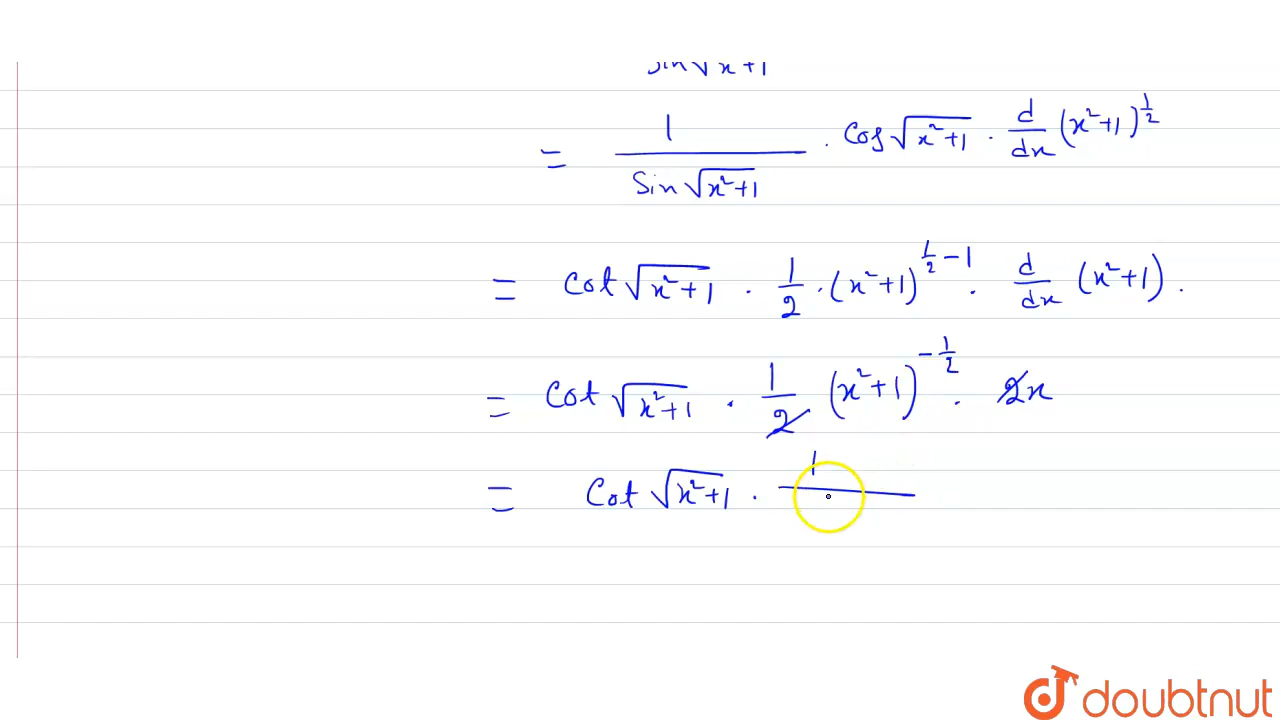 Sin√x+1
= 1/(Sin√(x²+1)) . Cos√(x²+1) . d/dx (x²+1)^(1/2)
= Cot√(x²+1) . 1/2 . (x²+1)^(1/2 - 1) . d/dx (x²+1) .
= Cot√(x²+1) . 1/2 (x²+1)^(-1/2) . 2x
= Cot√(x²+1) . 1/
doubtnut